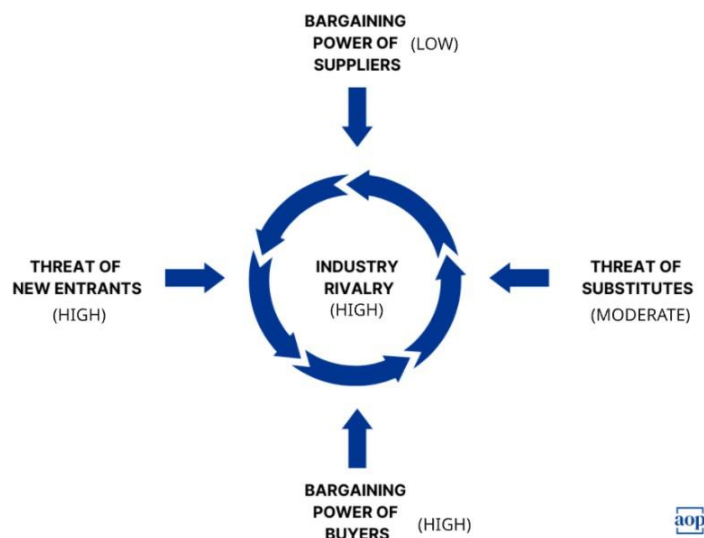 BARGAINING
POWER OF (LOW)
SUPPLIERS
THREAT OF
NEW ENTRANTS
(HIGH)
INDUSTRY
RIVALRY
(HIGH)
THREAT OF
SUBSTITUTES
(MODERATE)
BARGAINING
POWER OF (HIGH)
BUYERS
aop